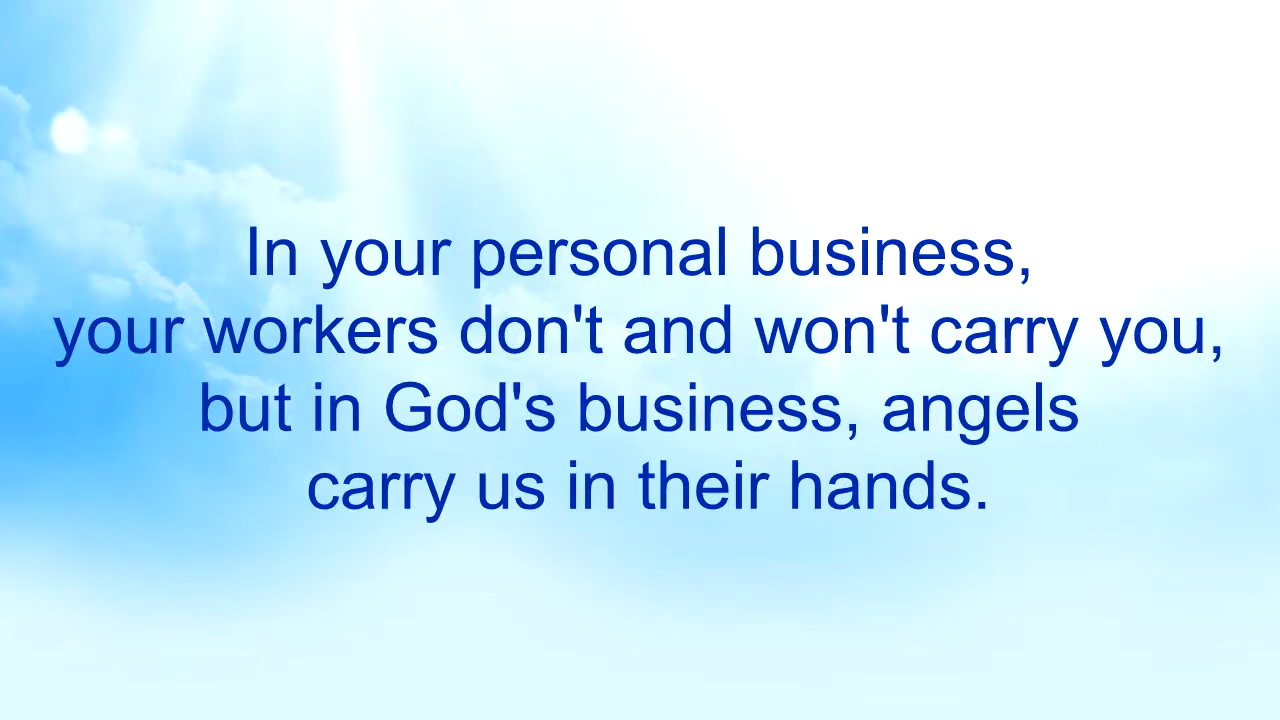 In your personal business,
your workers don't and won't carry you,
but in God's business, angels
carry us in their hands.